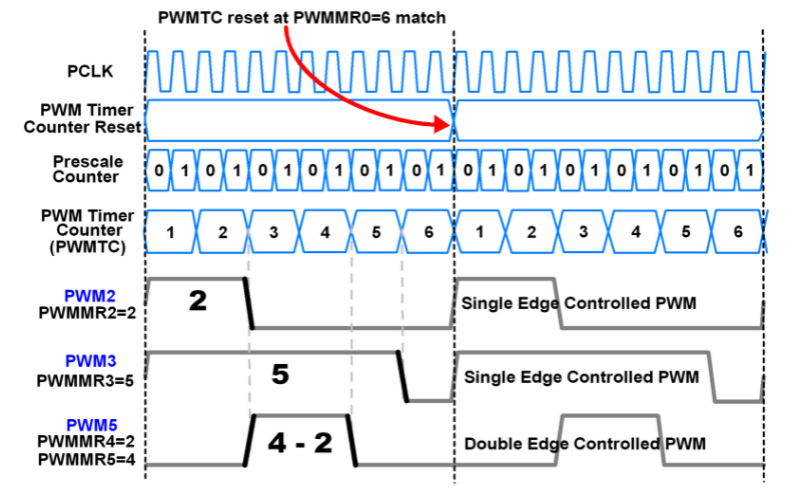 PWMTC reset at PWMMR0=6 match
PCLK
PWM Timer
Counter Reset
Prescale
Counter
0 1 0 1 0 1 0 1 0 1 0 1 0 1 0 1 0 1 0 1 0 1 0 1
PWM Timer
Counter
(PWMTC)
1 2 3 4 5 6 1 2 3 4 5 6
PWM2
PWMMR2=2
2
Single Edge Controlled PWM
PWM3
PWMMR3=5
5
Single Edge Controlled PWM
PWM5
PWMMR4=2
PWMMR5=4
4 - 2
Double Edge Controlled PWM